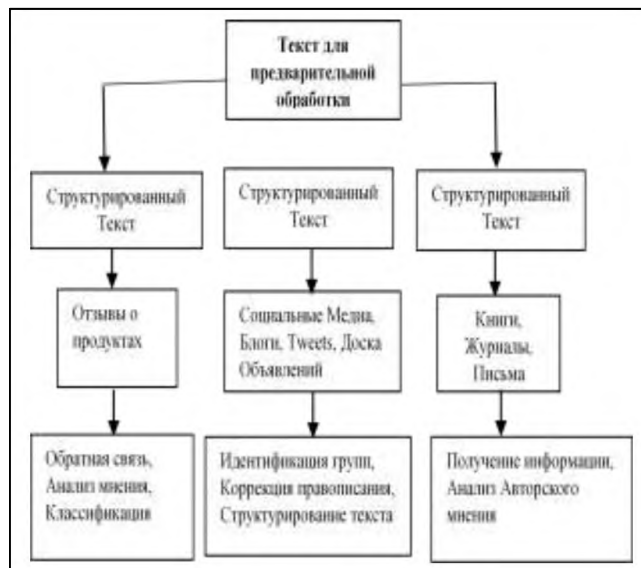 Текст для
предварительной
обработки
Структурированный
Текст
Структурированный
Текст
Структурированный
Текст
Отзывы о
продуктах
Социальные Медиа,
Блоги, Tweets, Доска
Объявлений
Книги,
Журналы,
Письма
Обратная связь,
Анализ мнения,
Классификация
Идентификация групп,
Коррекция правописания,
Структурирование текста
Получение информации,
Анализ Авторского
мнения